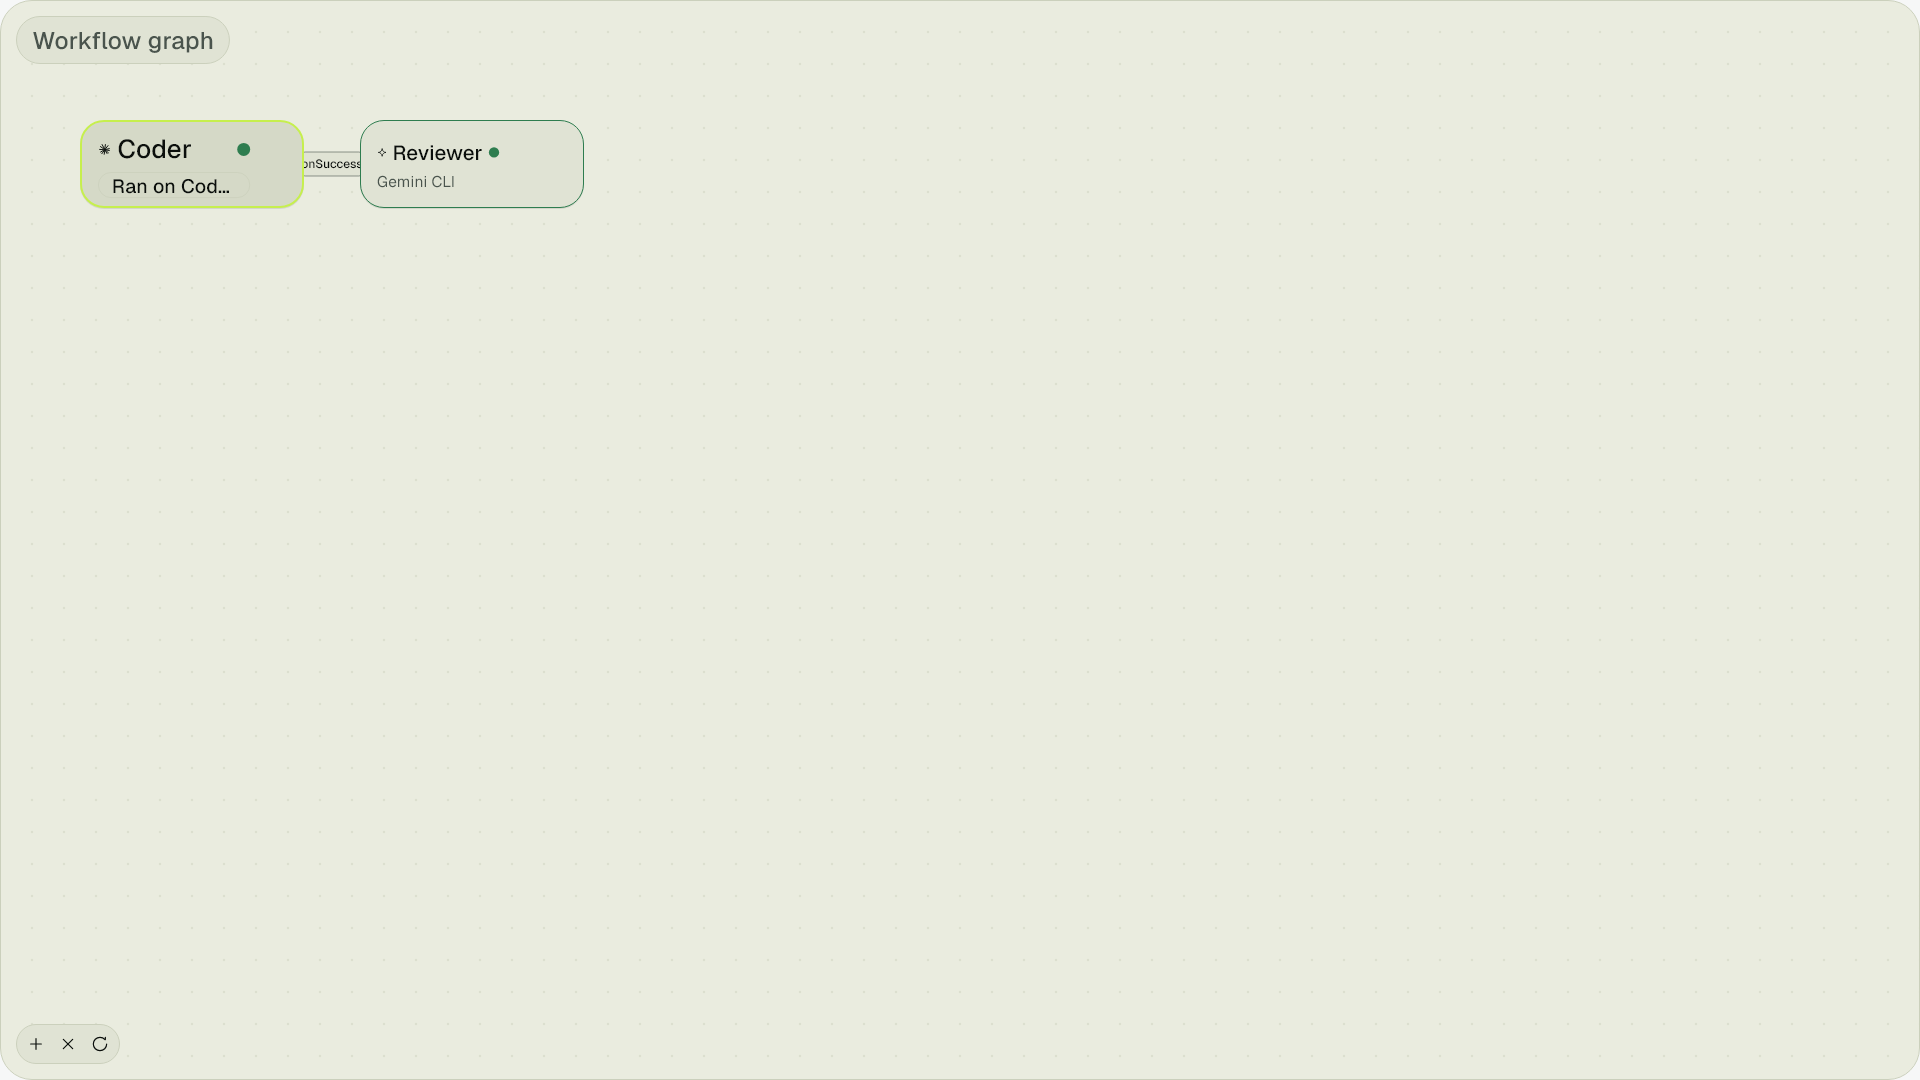 Workflow graph
Coder
Ran on Cod...
onSuccess
Reviewer
Gemini CLI